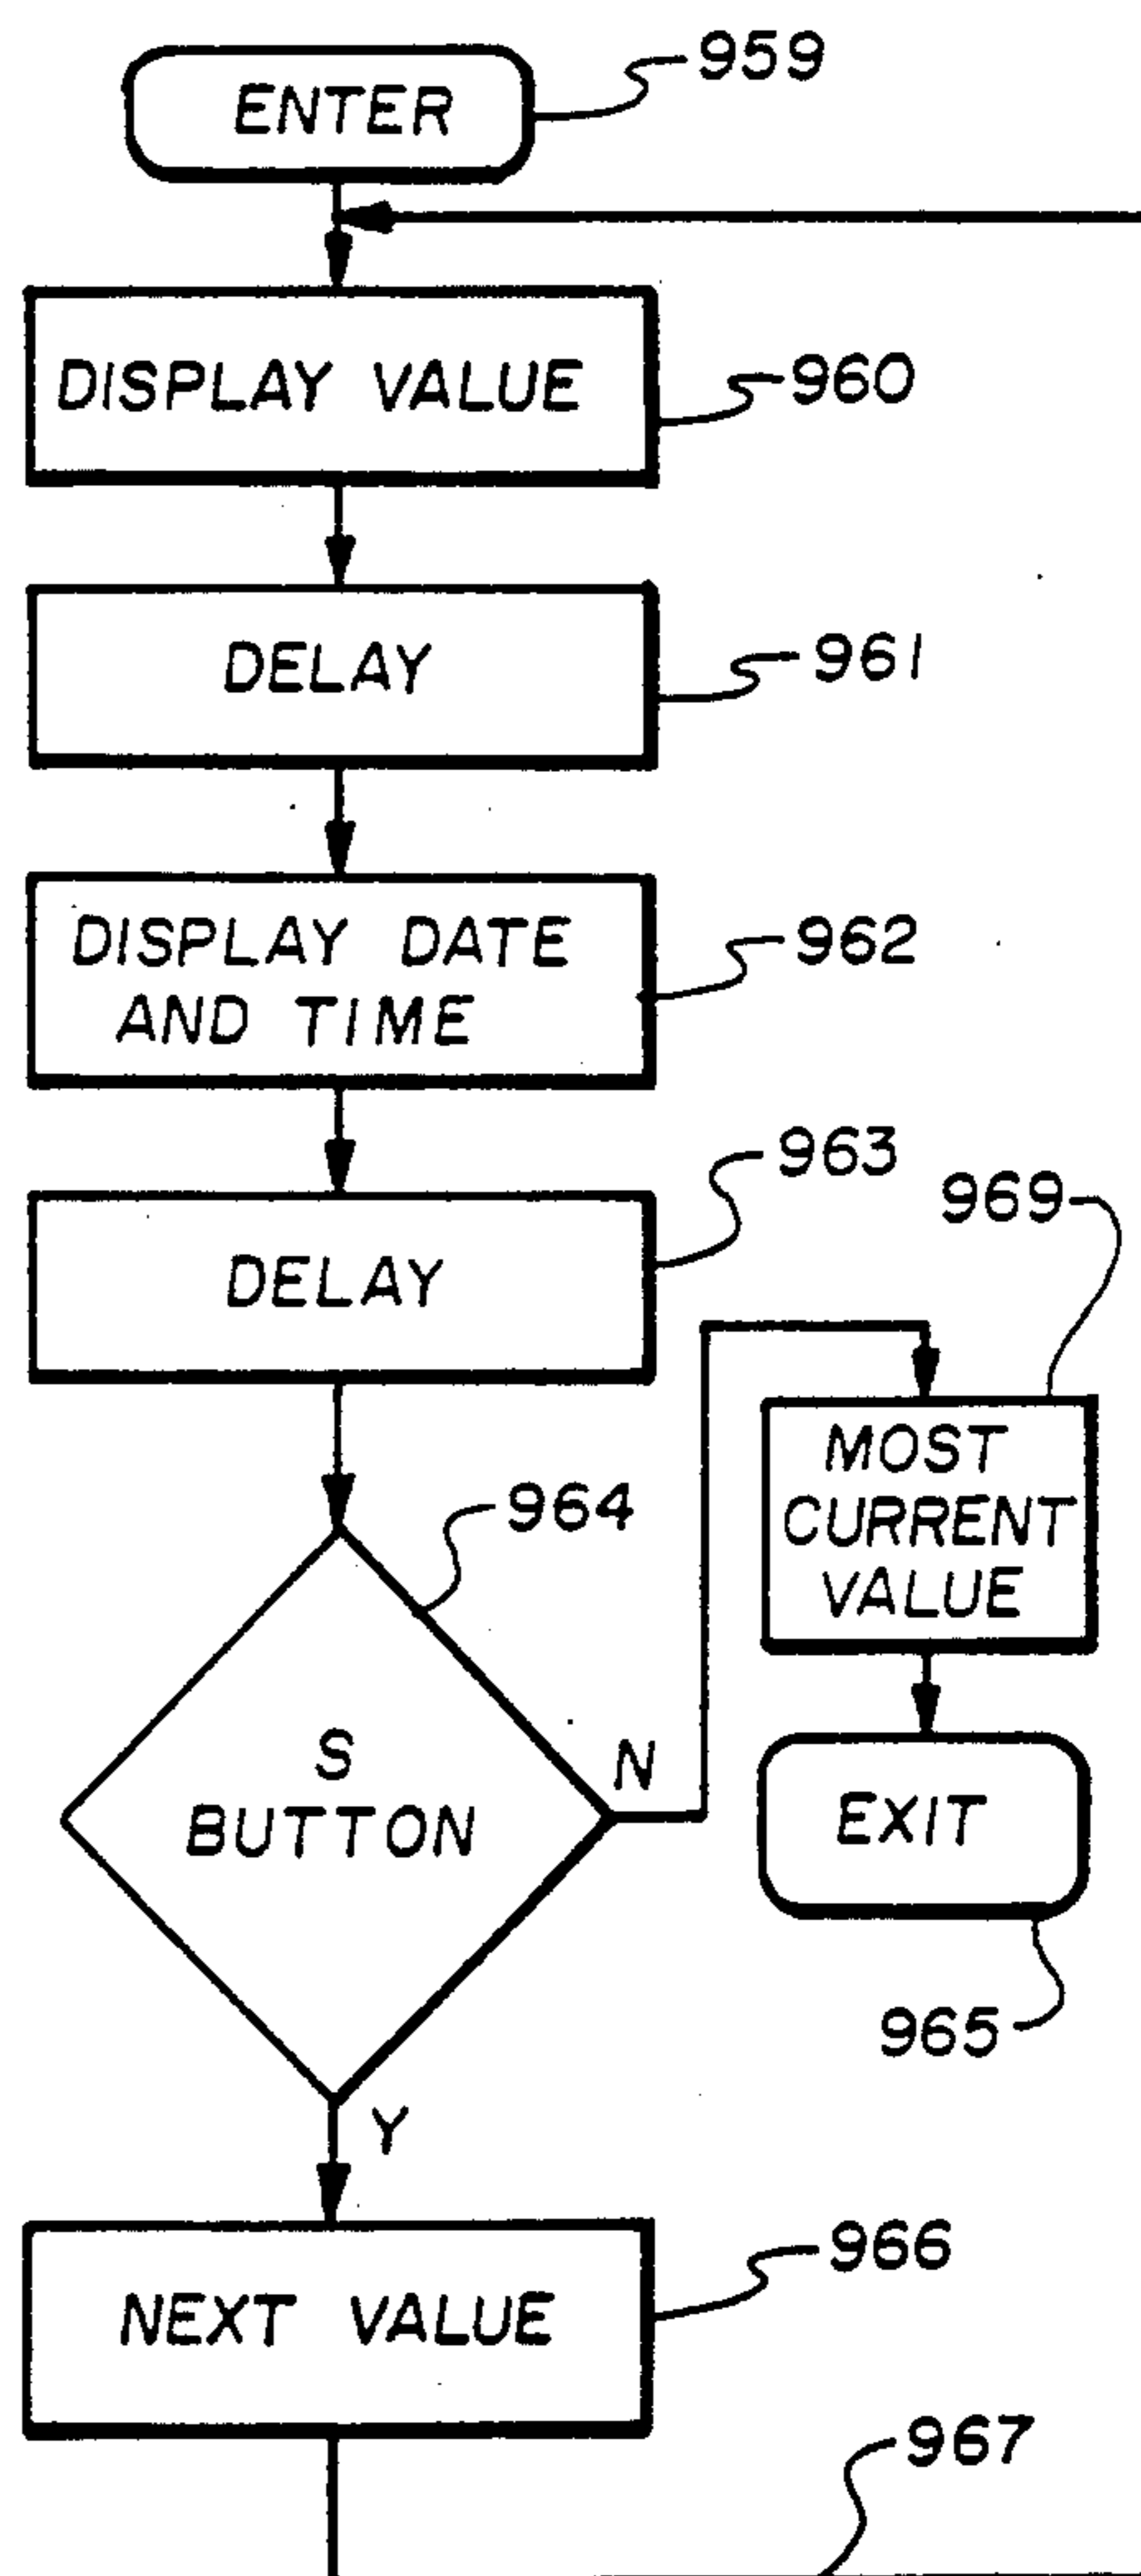 ENTER
959
DISPLAY VALUE
960
DELAY
961
DISPLAY DATE
AND TIME
962
DELAY
963
969
MOST
CURRENT
VALUE
964
S
BUTTON
N
EXIT
965
Y
NEXT VALUE
966
967